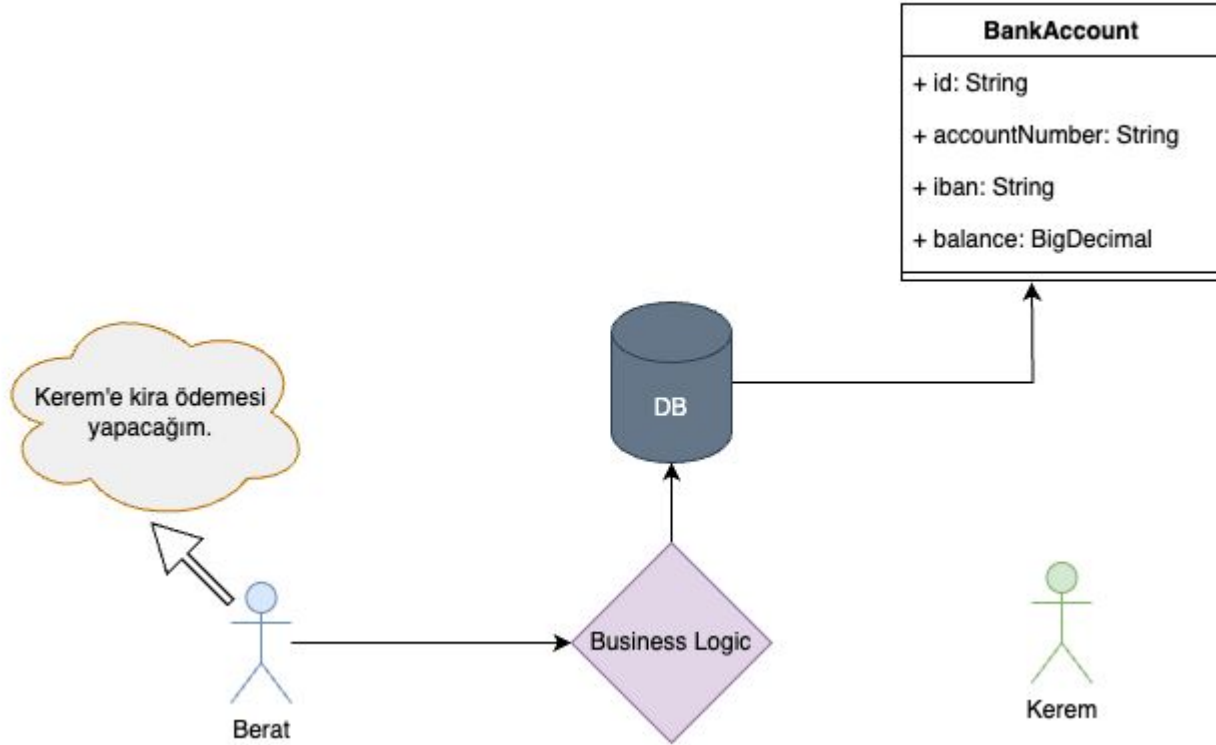 BankAccount
+ id: String
+ accountNumber: String
+ iban: String
+ balance: BigDecimal
Kerem'e kira ödemesi
yapacağım.
DB
Business Logic
Berat
Kerem